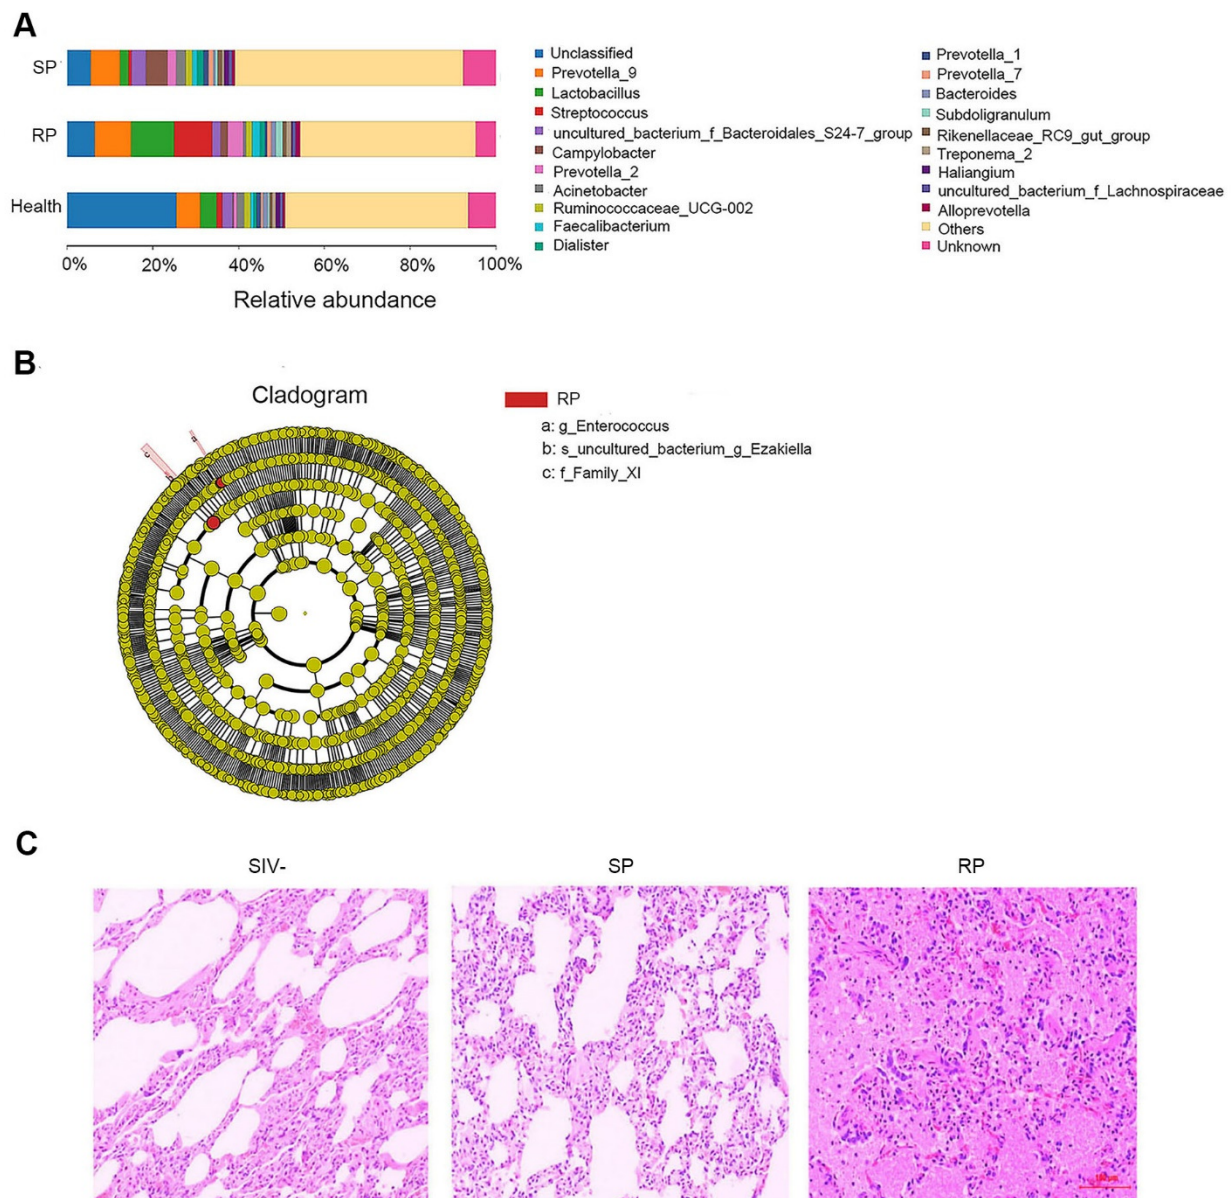 A
SP
RP
Health
0% 20% 40% 60% 80% 100%
Relative abundance
Unclassified
Prevotella_9
Lactobacillus
Streptococcus
uncultured_bacterium_f_Bacteroidales_S24-7_group
Campylobacter
Prevotella_2
Acinetobacter
Ruminococcaceae_UCG-002
Faecalibacterium
Dialister
Prevotella_1
Prevotella_7
Bacteroides
Subdoligranulum
Rikenellaceae_RC9_gut_group
Treponema_2
Haliangium
uncultured_bacterium_f_Lachnospiraceae
Alloprevotella
Others
Unknown
B
Cladogram
RP
a: g_Enterococcus
b: s_uncultured_bacterium_g_Ezakiella
c: f_Family_XI
C
SIV-
SP
RP